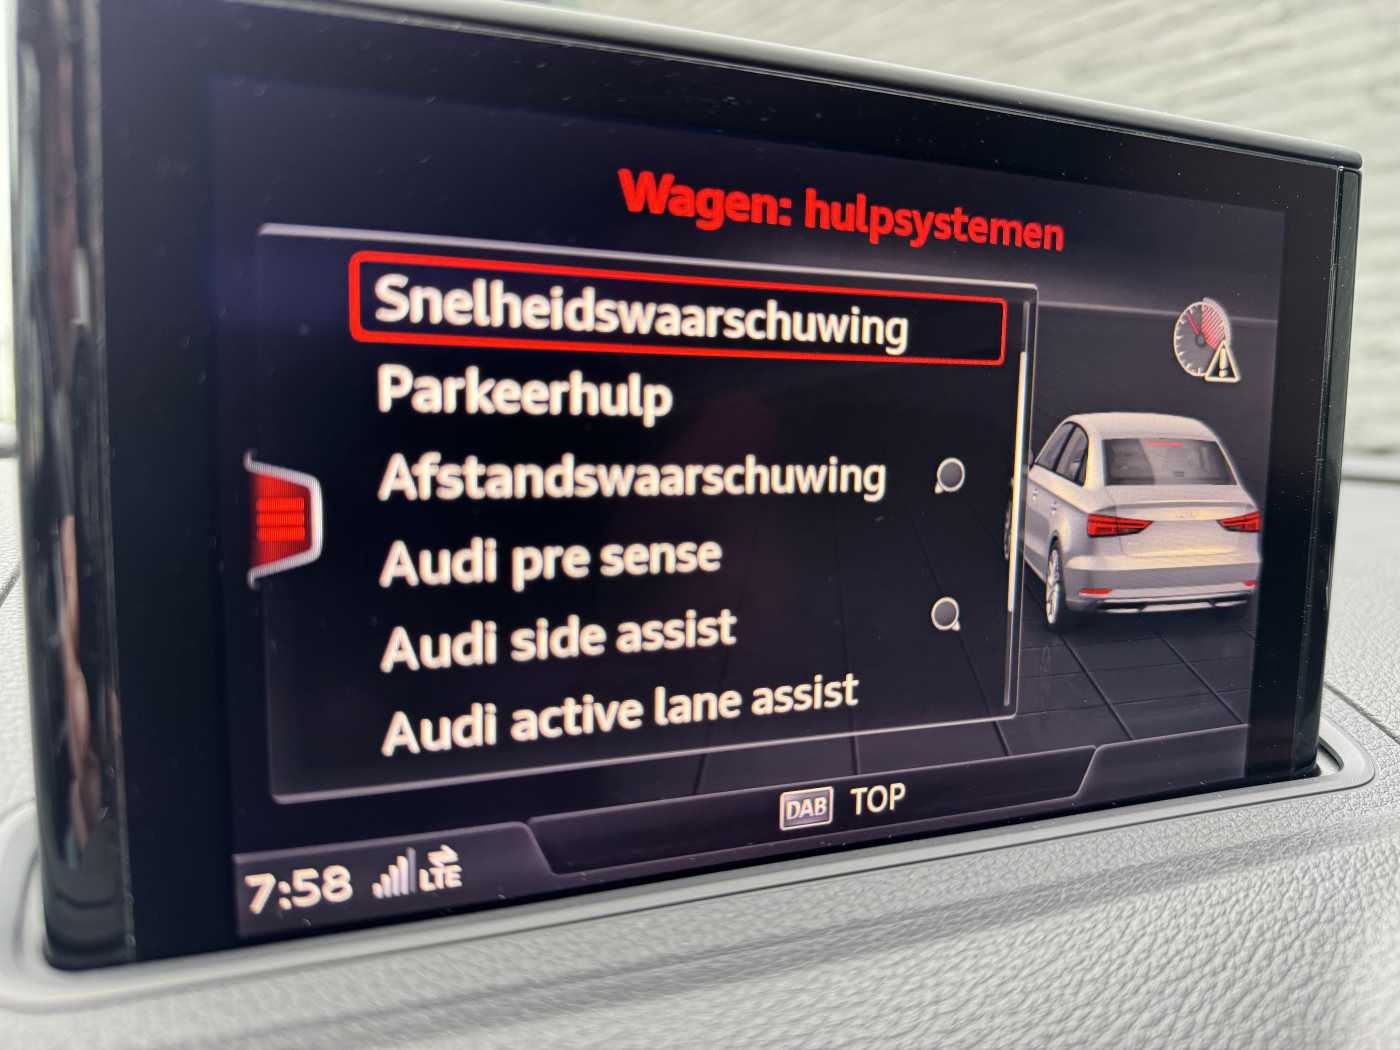 Wagen: hulpsystemen
Snelheidswaarschuwing
Parkeerhulp
Afstandswaarschuwing
Audi pre sense
Audi side assist
Audi active lane assist
DAB TOP
7:58 LTE